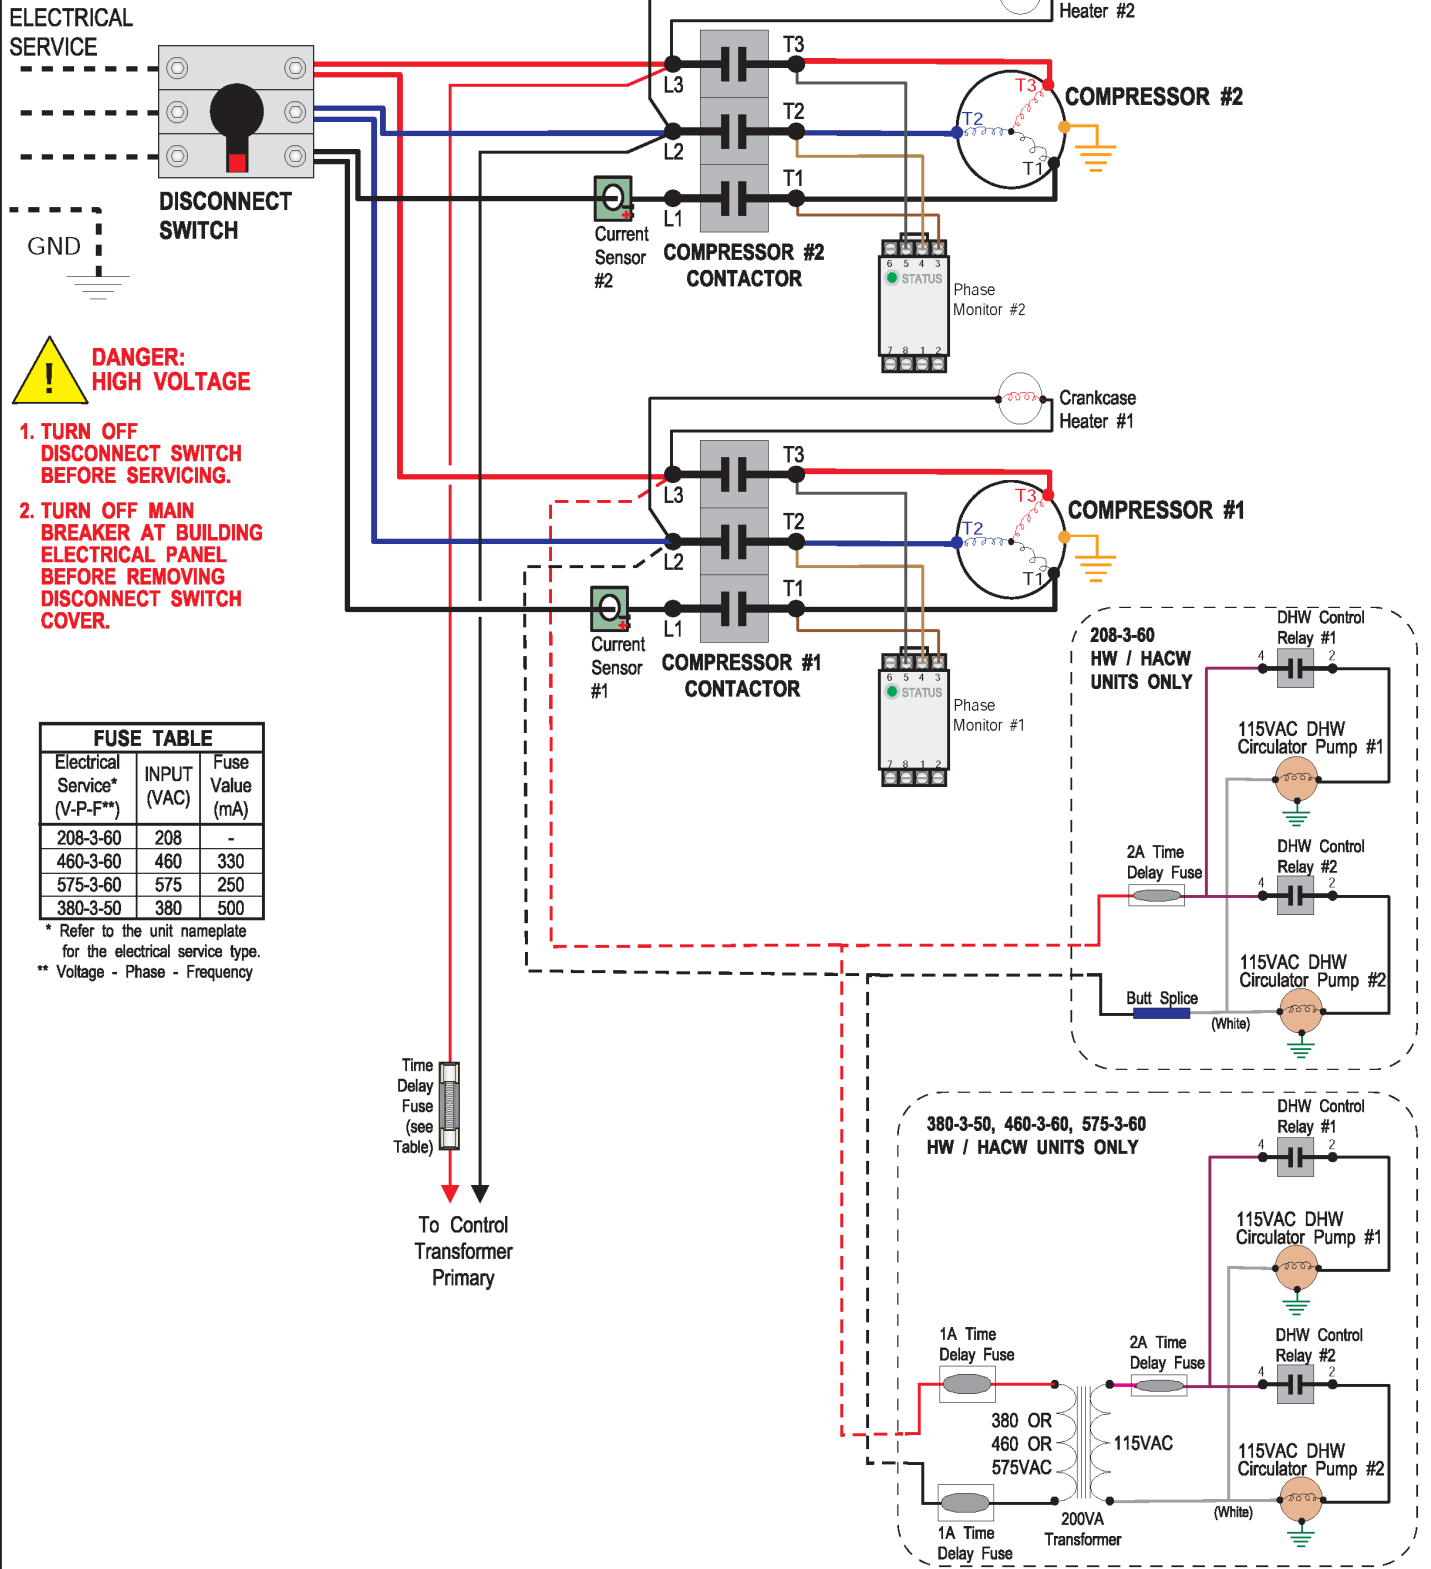 ELECTRICAL
SERVICE
GND
DISCONNECT
SWITCH
DANGER:
HIGH VOLTAGE
1. TURN OFF
DISCONNECT SWITCH
BEFORE SERVICING.
2. TURN OFF MAIN
BREAKER AT BUILDING
ELECTRICAL PANEL
BEFORE REMOVING
DISCONNECT SWITCH
COVER.
FUSE TABLE
Electrical
Service*
(V-P-F**)
INPUT
(VAC)
Fuse
Value
(mA)
208-3-60 208 -
460-3-60 460 330
575-3-60 575 250
380-3-50 380 500
* Refer to the unit nameplate
for the electrical service type.
** Voltage - Phase - Frequency
Heater #2
L3
T3
L2
T2
L1
T1
Current
Sensor
#2
COMPRESSOR #2
CONTACTOR
T3
T2
T1
COMPRESSOR #2
6 5 4 3
STATUS
7 8 1 2
Phase
Monitor #2
Crankcase
Heater #1
L3
T3
L2
T2
L1
T1
Current
Sensor
#1
COMPRESSOR #1
CONTACTOR
T3
T2
T1
COMPRESSOR #1
6 5 4 3
STATUS
7 8 1 2
Phase
Monitor #1
Time
Delay
Fuse
(see
Table)
To Control
Transformer
Primary
208-3-60
HW / HACW
UNITS ONLY
DHW Control
Relay #1
4 2
115VAC DHW
Circulator Pump #1
2A Time
Delay Fuse
DHW Control
Relay #2
4 2
115VAC DHW
Circulator Pump #2
Butt Splice
(White)
380-3-50, 460-3-60, 575-3-60
HW / HACW UNITS ONLY
DHW Control
Relay #1
4 2
115VAC DHW
Circulator Pump #1
1A Time
Delay Fuse
2A Time
Delay Fuse
DHW Control
Relay #2
4 2
380 OR
460 OR
575VAC
115VAC
115VAC DHW
Circulator Pump #2
(White)
1A Time
Delay Fuse
200VA
Transformer